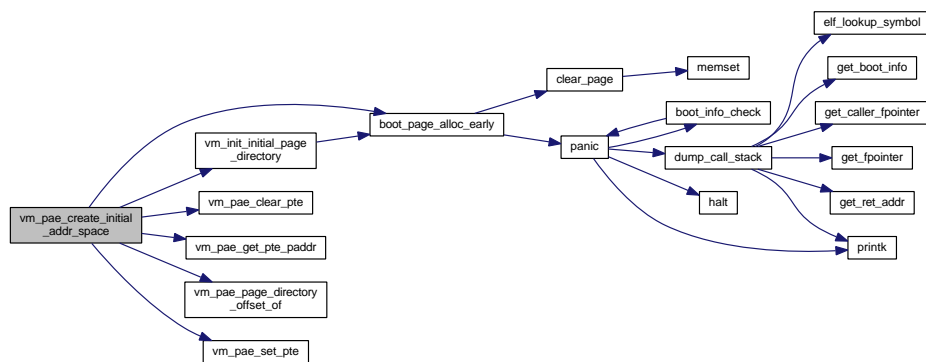 elf_lookup_symbol
get_boot_info
clear_page
memset
get_caller_fpointer
boot_info_check
boot_page_alloc_early
vm_init_initial_page
_directory
panic
dump_call_stack
get_fpointer
vm_pae_clear_pte
halt
get_ret_addr
vm_pae_create_initial
_addr_space
vm_pae_get_pte_paddr
printk
vm_pae_page_directory
_offset_of
vm_pae_set_pte